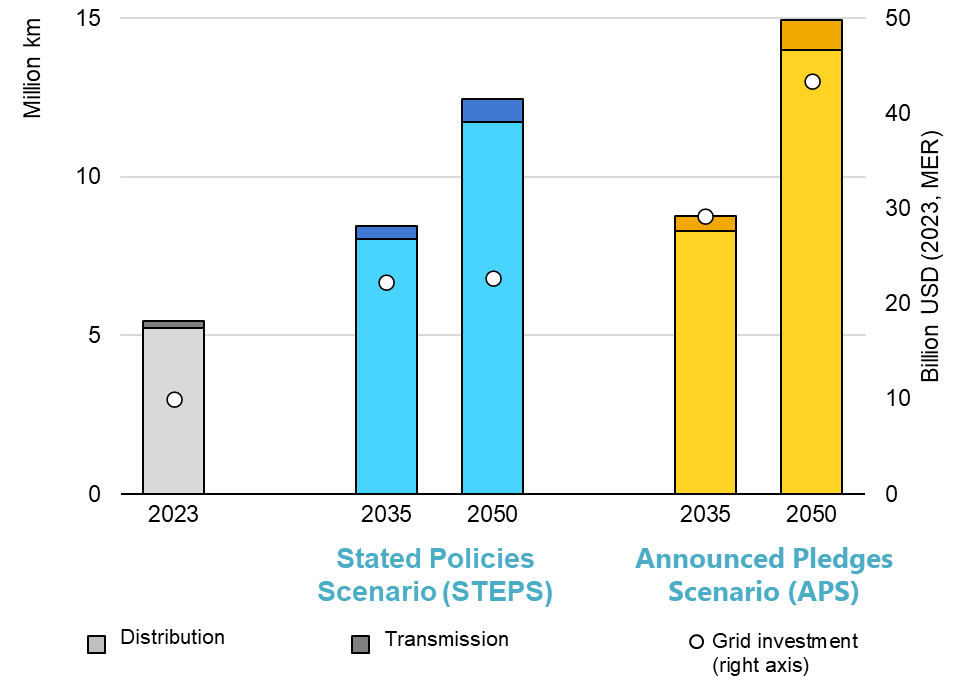 Million km
15
10
5
0
50
40
30
20
10
0
Billion USD (2023, MER)
2023
2035
2050
2035
2050
Stated Policies
Scenario (STEPS)
Announced Pledges
Scenario (APS)
Distribution
Transmission
Grid investment
(right axis)